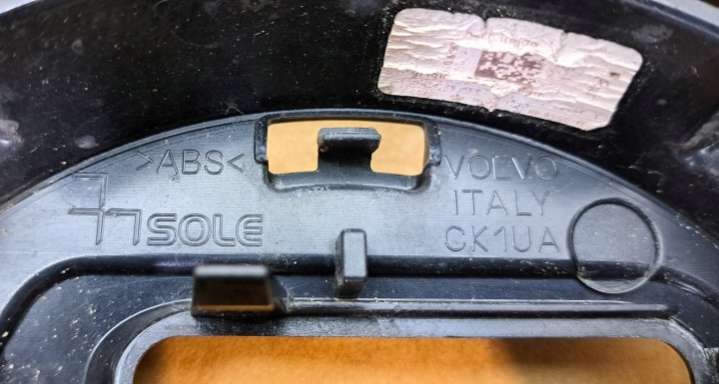 >ABS<
SOLE
VOLVO
ITALY
CK1UA